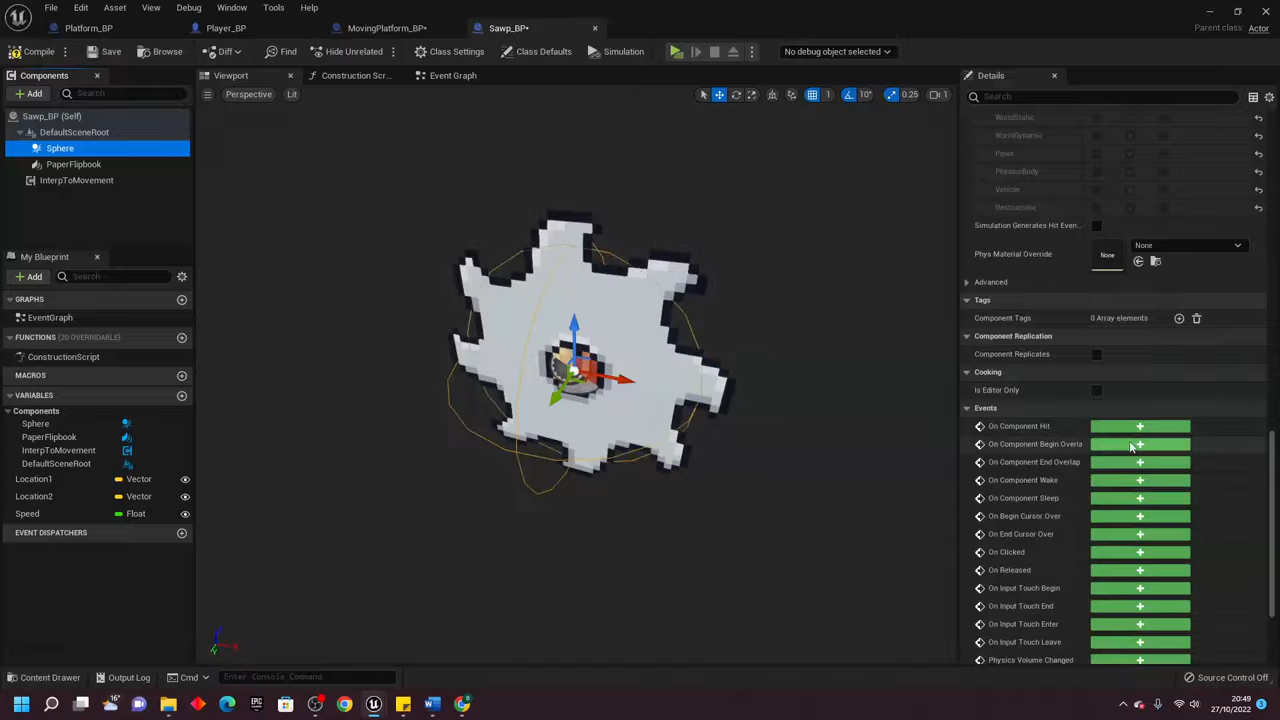 File Edit Asset View Debug Window Tools Help
Platform_BP Player_BP MovingPlatform_BP* Sawp_BP*
Parent class: Actor
Compile Save Browse Diff Find Hide Unrelated Class Settings Class Defaults Simulation No debug object selected
Components Viewport Construction Scr... Event Graph Details
Add Search Perspective Lit 1 10° 0.25 1 Search
Sawp_BP (Self)
WorldStatic
DefaultSceneRoot
WorldDynamic
Sphere
Pawn
PaperFlipbook
PhysicsBody
InterpToMovement
Vehicle
Destructible
Simulation Generates Hit Even...
None
Phys Material Override None
My Blueprint
Add Search
Advanced
GRAPHS
Tags
EventGraph
Component Tags 0 Array elements
FUNCTIONS (20 OVERRIDABLE)
Component Replication
ConstructionScript
Component Replicates
MACROS
Cooking
VARIABLES
Is Editor Only
Components
Events
Sphere
On Component Hit
PaperFlipbook
On Component Begin Overla
InterpToMovement
On Component End Overlap
DefaultSceneRoot
Location1 Vector
On Component Wake
Location2 Vector
On Component Sleep
Speed Float
On Begin Cursor Over
EVENT DISPATCHERS
On End Cursor Over
On Clicked
On Released
On Input Touch Begin
On Input Touch End
On Input Touch Enter
On Input Touch Leave
Physics Volume Changed
Content Drawer Output Log Cmd Enter Console Command Source Control Off
16° EPIC 20:49
27/10/2022 3